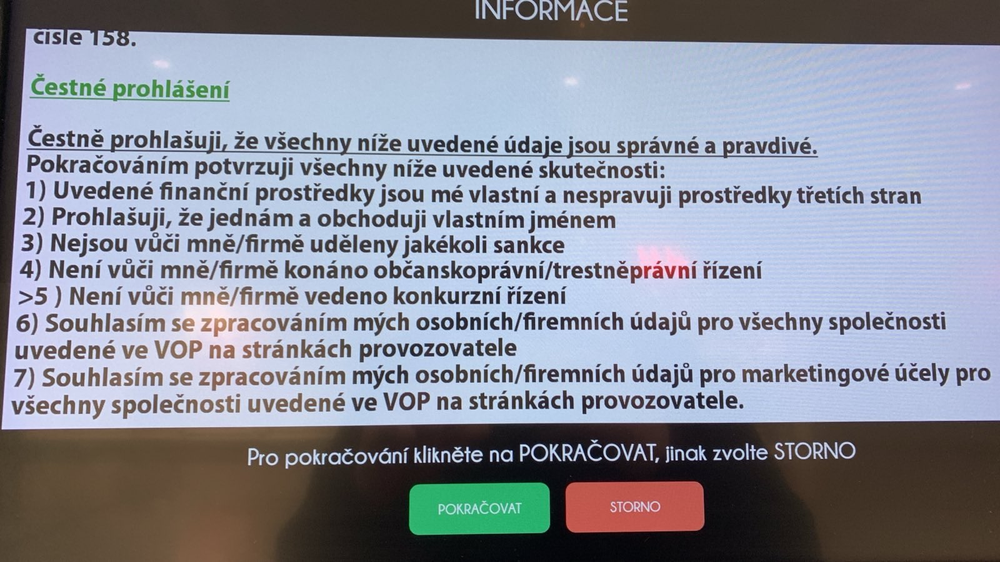 INFORMACE
čísle 158.
Čestné prohlášení
Čestně prohlašuji, že všechny níže uvedené údaje jsou správné a pravdivé.
Pokračováním potvrzuji všechny níže uvedené skutečnosti:
1) Uvedené finanční prostředky jsou mé vlastní a nespravuji prostředky třetích stran
2) Prohlašuji, že jednám a obchoduji vlastním jménem
3) Nejsou vůči mně/firmě uděleny jakékoli sankce
4) Není vůči mně/firmě konáno občanskoprávní/trestněprávní řízení
>5 ) Není vůči mně/firmě vedeno konkurzní řízení
6) Souhlasím se zpracováním mých osobních/firemních údajů pro všechny společnosti
uvedené ve VOP na stránkách provozovatele
7) Souhlasím se zpracováním mých osobních/firemních údajů pro marketingové účely pro
všechny společnosti uvedené ve VOP na stránkách provozovatele.
Pro pokračování klikněte na POKRAČOVAT, jinak zvolte STORNO
POKRAČOVAT
STORNO